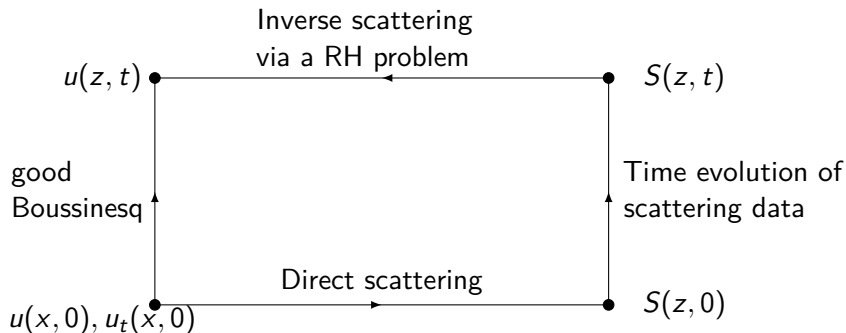 Inverse scattering
via a RH problem
u(z, t)
S(z, t)
good
Boussinesq
Time evolution of
scattering data
Direct scattering
u(x, 0), u_t(x, 0)
S(z, 0)